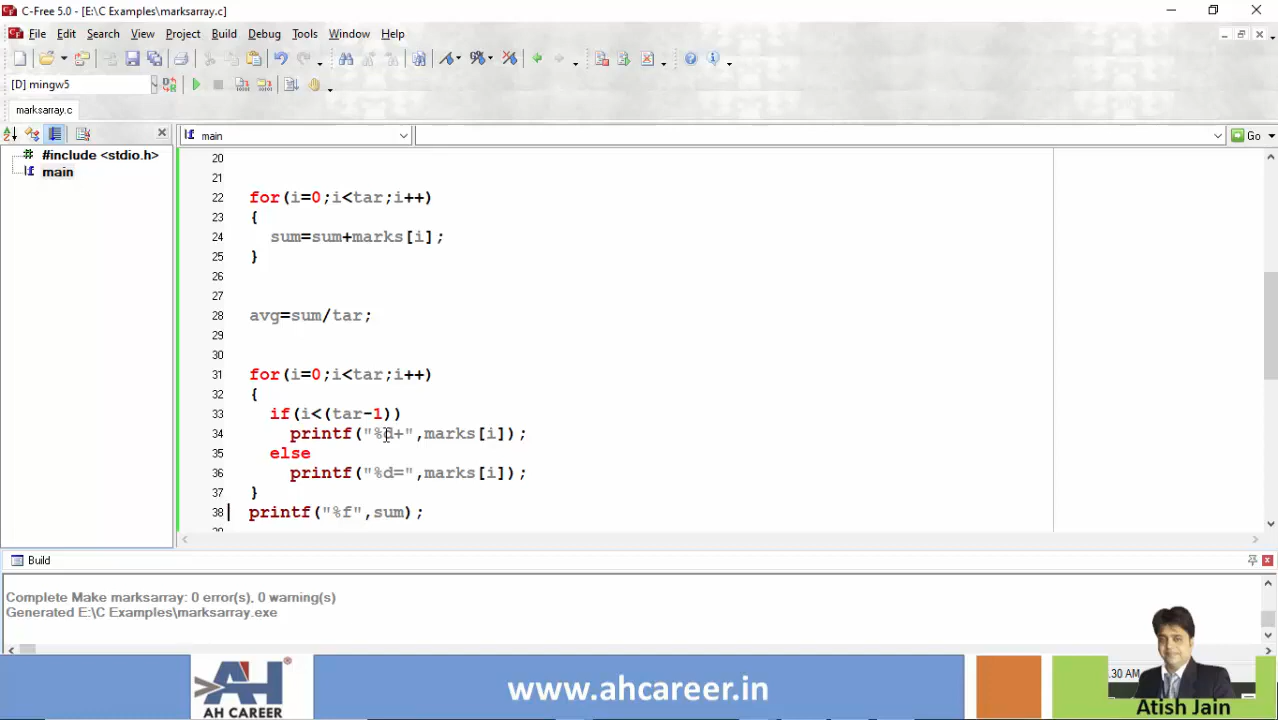 C-Free 5.0 - [E:\C Examples\marksarray.c]
File Edit Search View Project Build Debug Tools Window Help
[D] mingw5
marksarray.c
main
Go
#include <stdio.h>
main
20
21
22 for(i=0;i<tar;i++)
23 {
24 sum=sum+marks[i];
25 }
26
27
28 avg=sum/tar;
29
30
31 for(i=0;i<tar;i++)
32 {
33 if(i<(tar-1))
34 printf("%d+",marks[i]);
35 else
36 printf("%d=",marks[i]);
37 }
38 printf("%f",sum);
Build
Complete Make marksarray: 0 error(s), 0 warning(s)
Generated E:\C Examples\marksarray.exe
.30 AM
AH
AH CAREER
www.ahcareer.in
Atish Jain